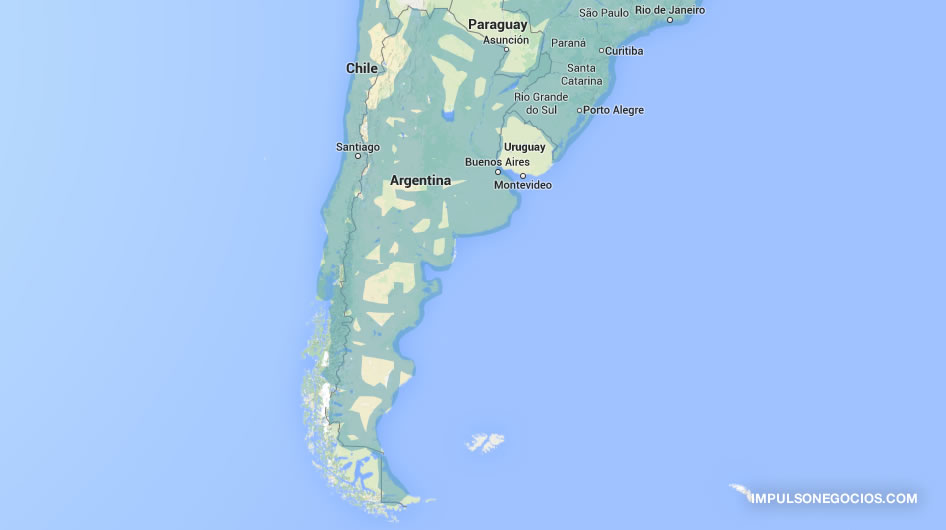 São Paulo
Rio de Janeiro
Paraguay
Asunción
Paraná
Curitiba
Chile
Santa
Catarina
Rio Grande
do Sul
Porto Alegre
Santiago
Uruguay
Buenos Aires
Argentina
Montevideo
IMPULSONEGOCIOS.COM